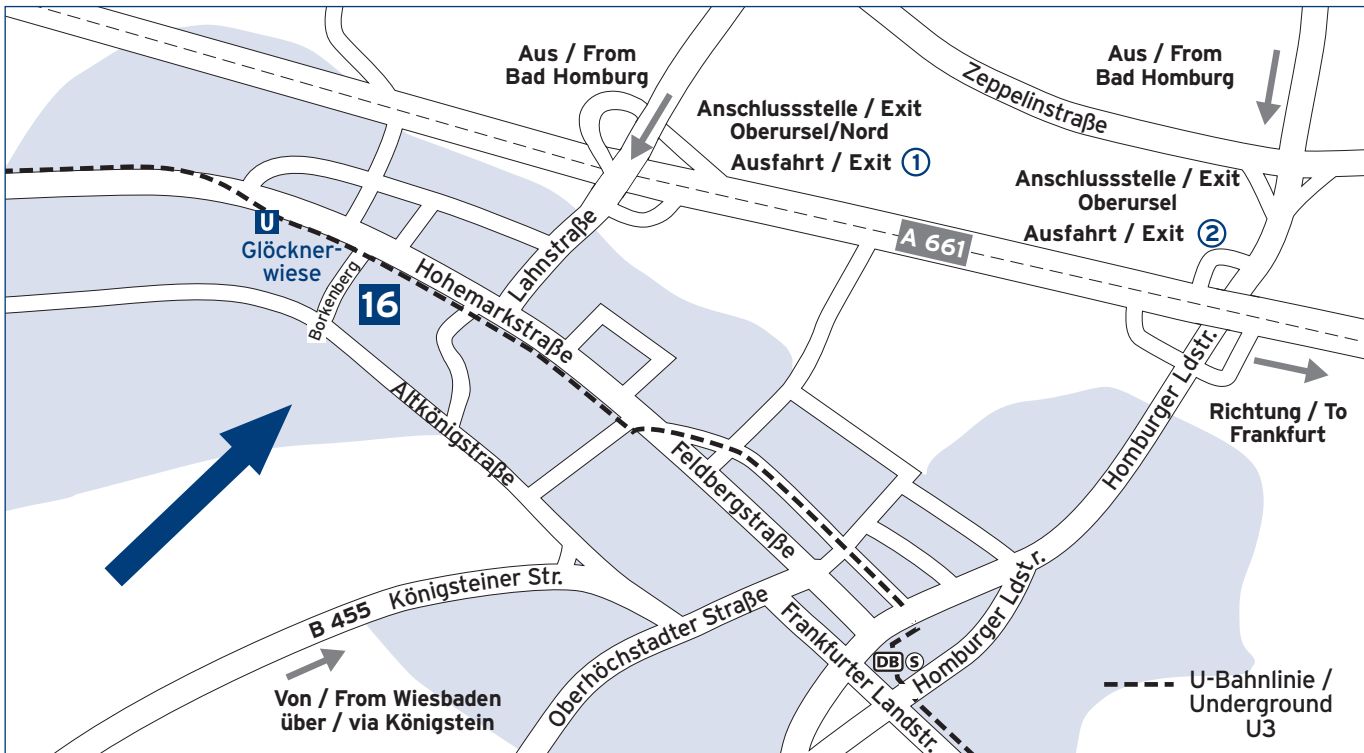 Aus / From
Bad Homburg
Aus / From
Bad Homburg
Zeppelinstraße
Anschlussstelle / Exit
Oberursel/Nord
Ausfahrt / Exit 1
Anschlussstelle / Exit
Oberursel
Ausfahrt / Exit 2
A 661
U
Glöckner-
wiese
Lahnstraße
Hohemarkstraße
Borkenberg
16
Altkönigstraße
Homburger Ldstr.
Richtung / To
Frankfurt
Feldbergstraße
B 455 Königsteiner Str.
Oberhöchstadter Straße
Frankfurter Landstr.
Homburger Ldst.r.
DB S
Von / From Wiesbaden
über / via Königstein
U-Bahnlinie /
Underground
U3